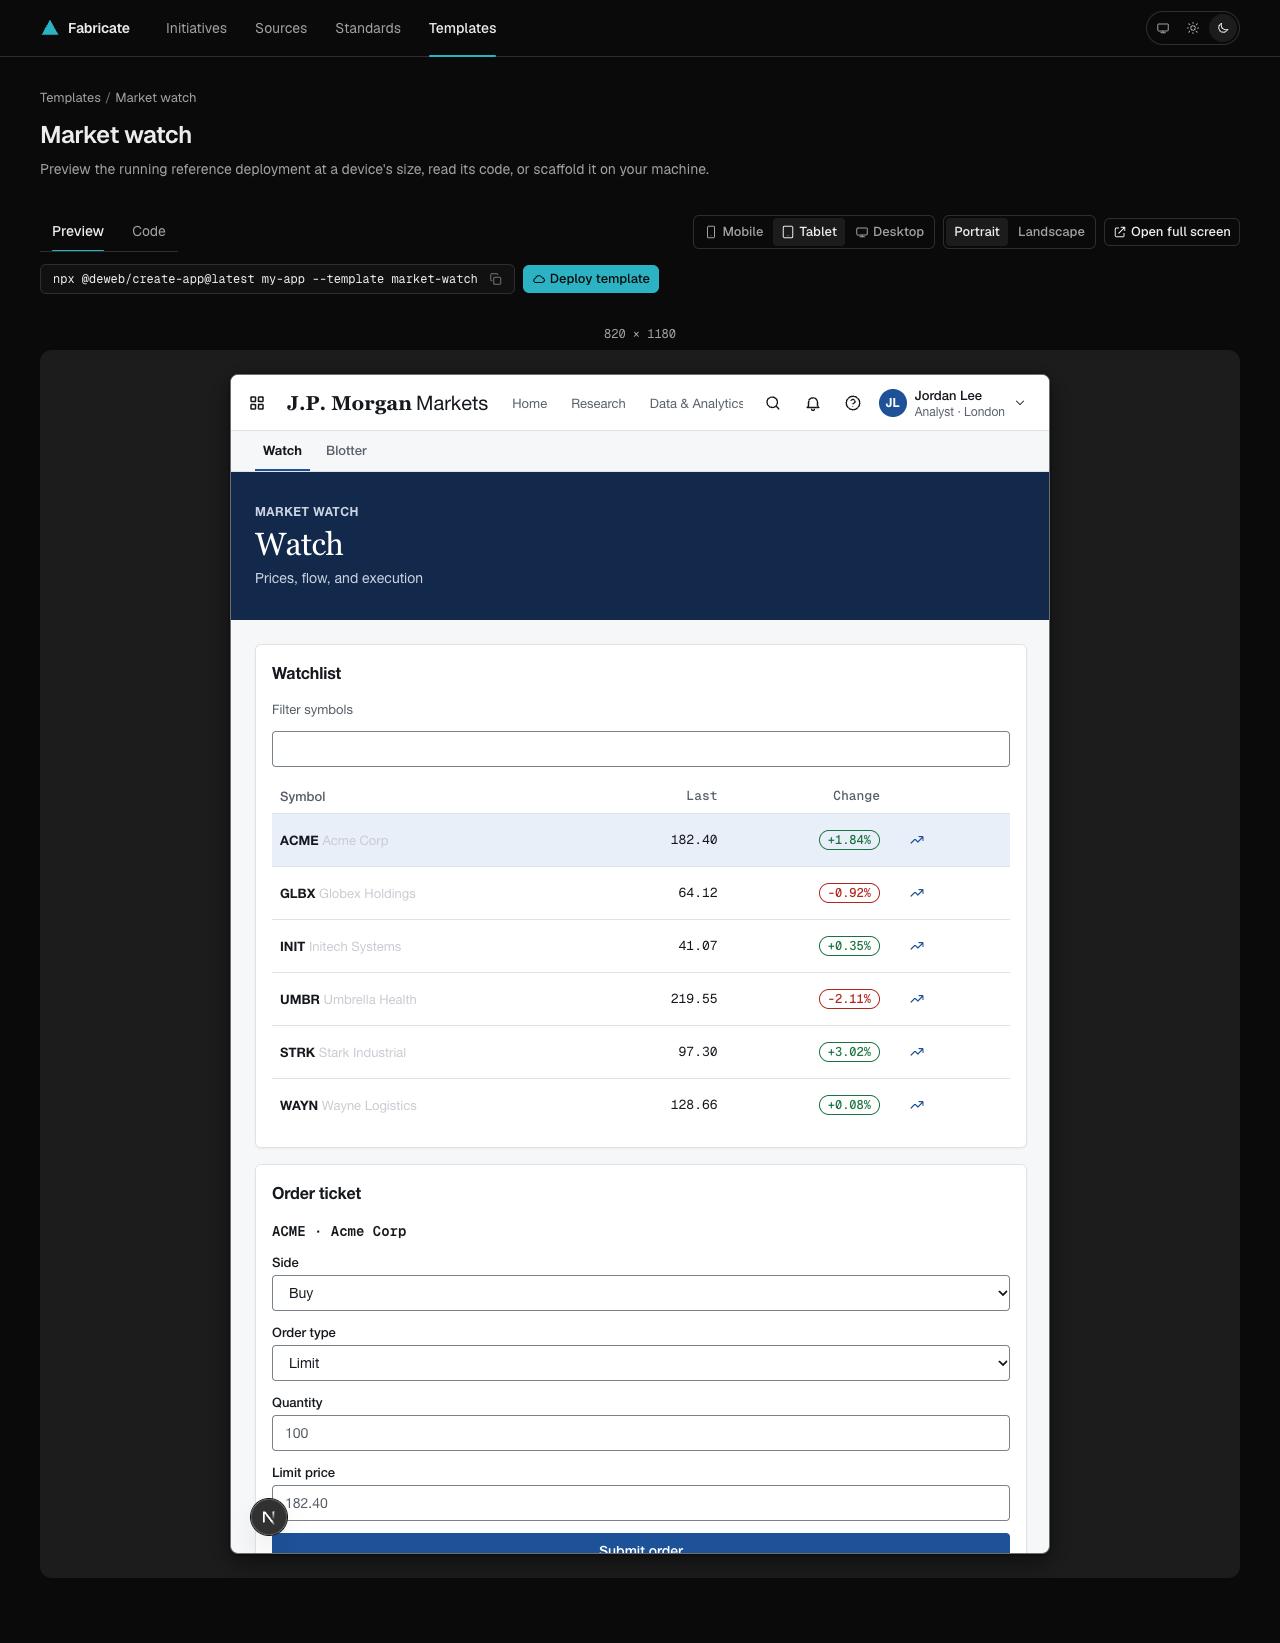 Fabricate Initiatives Sources Standards Templates
Templates / Market watch
Market watch
Preview the running reference deployment at a device's size, read its code, or scaffold it on your machine.
Preview Code Mobile Tablet Desktop Portrait Landscape Open full screen
npx @deweb/create-app@latest my-app --template market-watch Deploy template
820 × 1180
J.P. Morgan Markets Home Research Data & Analytics JL Jordan Lee
Analyst · London
Watch Blotter
MARKET WATCH
Watch
Prices, flow, and execution
Watchlist
Filter symbols
Symbol Last Change
ACME Acme Corp 182.40 +1.84%
GLBX Globex Holdings 64.12 -0.92%
INIT Initech Systems 41.07 +0.35%
UMBR Umbrella Health 219.55 -2.11%
STRK Stark Industrial 97.30 +3.02%
WAYN Wayne Logistics 128.66 +0.08%
Order ticket
ACME · Acme Corp
Side
Buy
Order type
Limit
Quantity
100
Limit price
182.40
N
Submit order